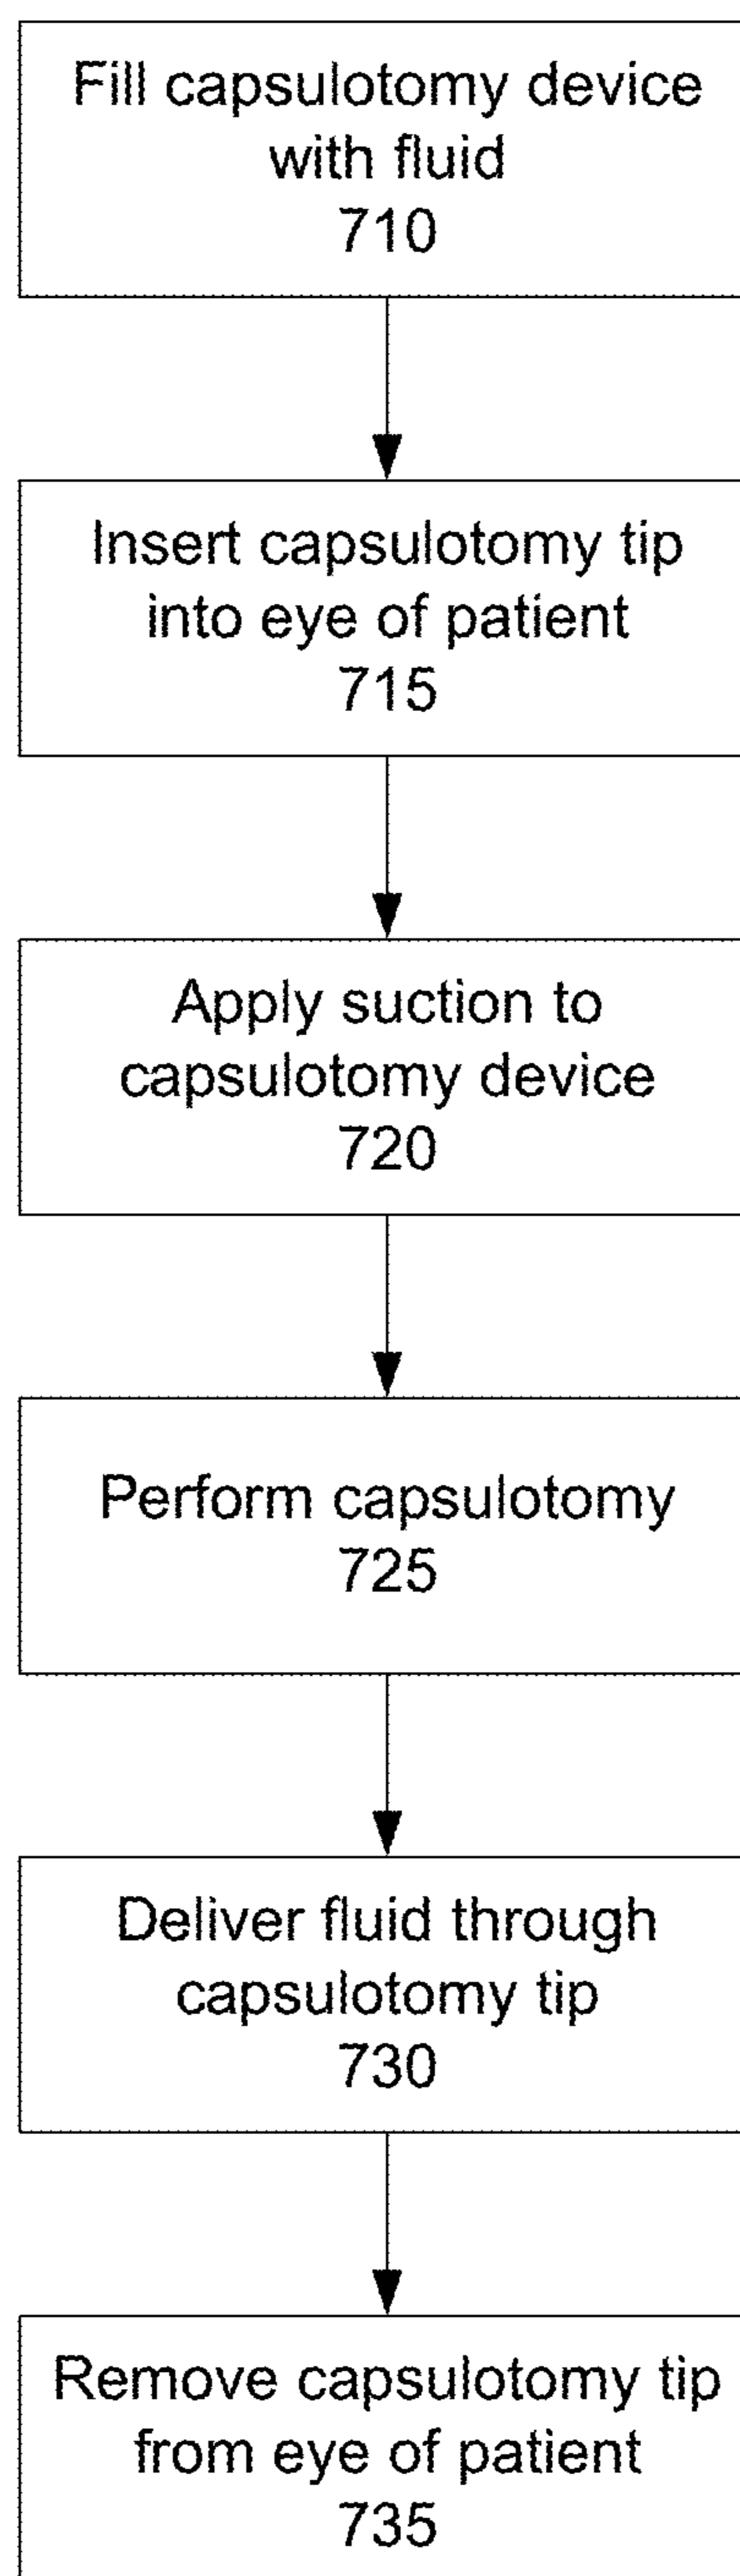 Fill capsulotomy device
with fluid
710
Insert capsulotomy tip
into eye of patient
715
Apply suction to
capsulotomy device
720
Perform capsulotomy
725
Deliver fluid through
capsulotomy tip
730
Remove capsulotomy tip
from eye of patient
735